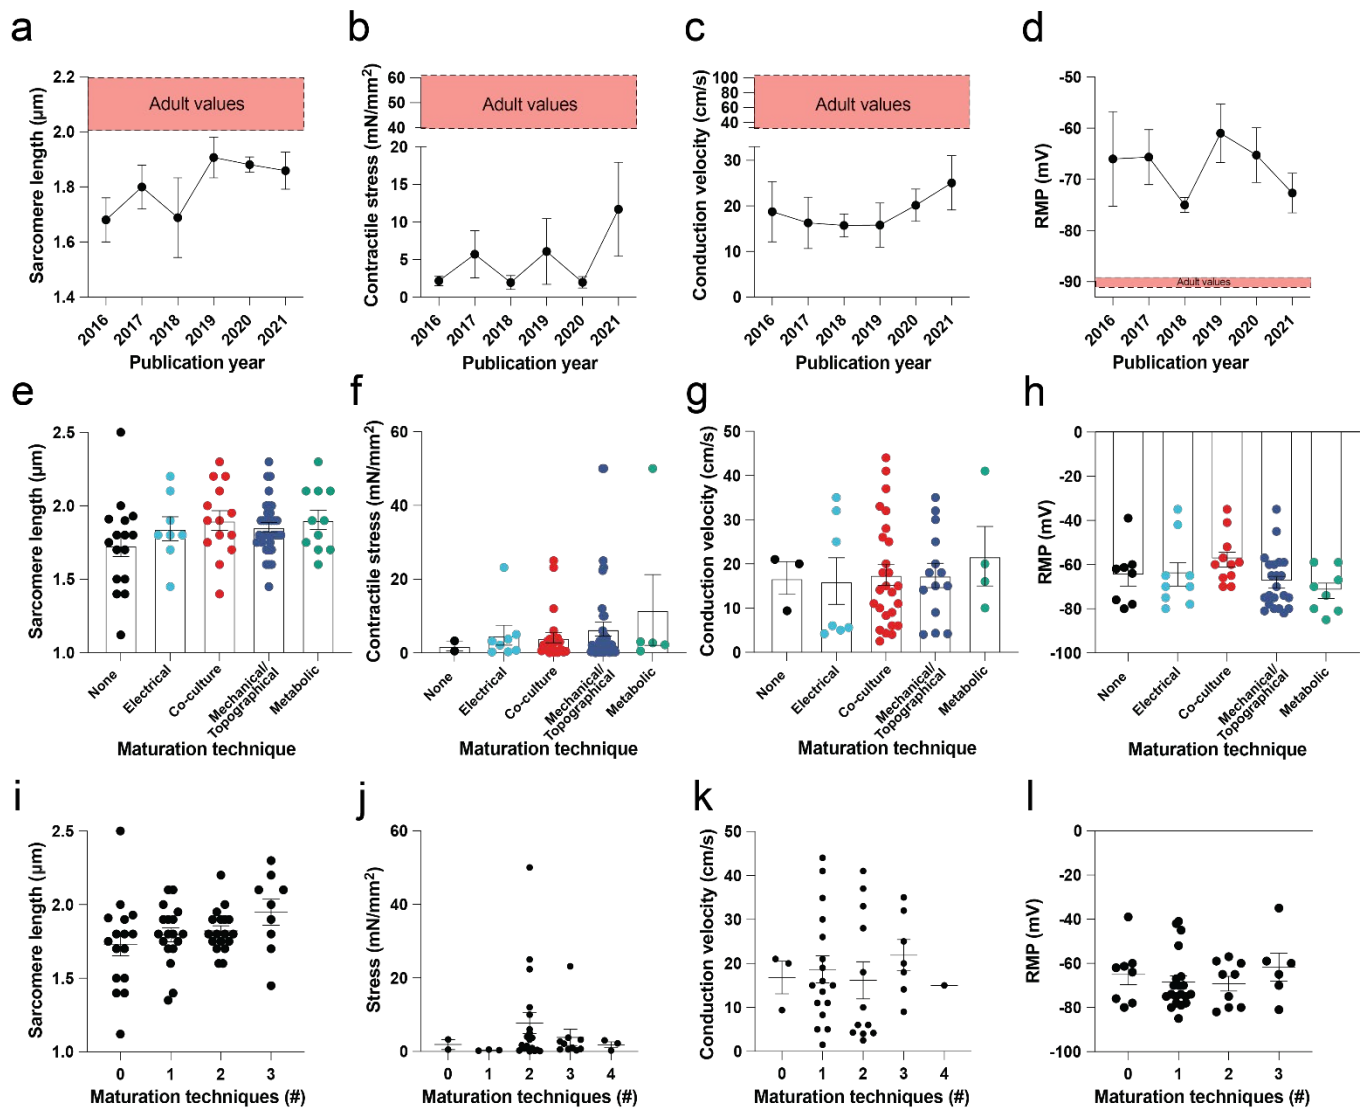 a
b
c
d
Sarcomere length (µm)
2.2
2.0
1.8
1.6
1.4
Adult values
2016
2017
2018
2019
2020
2021
Publication year
Contractile stress (mN/mm²)
60
50
40
20
15
10
5
0
Adult values
2016
2017
2018
2019
2020
2021
Publication year
Conduction velocity (cm/s)
100
80
60
40
30
20
10
0
Adult values
2016
2017
2018
2019
2020
2021
Publication year
RMP (mV)
-50
-60
-70
-80
-90
Adult values
2016
2017
2018
2019
2020
2021
Publication year
e
f
g
h
Sarcomere length (µm)
2.5
2.0
1.5
1.0
None
Electrical
Co-culture
Mechanical/
Topographical
Metabolic
Maturation technique
Contractile stress (mN/mm²)
60
40
20
0
None
Electrical
Co-culture
Mechanical/
Topographical
Metabolic
Maturation technique
Conduction velocity (cm/s)
50
40
30
20
10
0
None
Electrical
Co-culture
Mechanical/
Topographical
Metabolic
Maturation technique
RMP (mV)
0
-20
-40
-60
-80
-100
None
Electrical
Co-culture
Mechanical/
Topographical
Metabolic
Maturation technique
i
j
k
l
Sarcomere length (µm)
2.5
2.0
1.5
1.0
0 1 2 3
Maturation techniques (#)
Stress (mN/mm²)
60
40
20
0
0 1 2 3 4
Maturation techniques (#)
Conduction velocity (cm/s)
50
40
30
20
10
0
0 1 2 3 4
Maturation techniques (#)
RMP (mV)
0
-20
-40
-60
-80
-100
0 1 2 3
Maturation techniques (#)